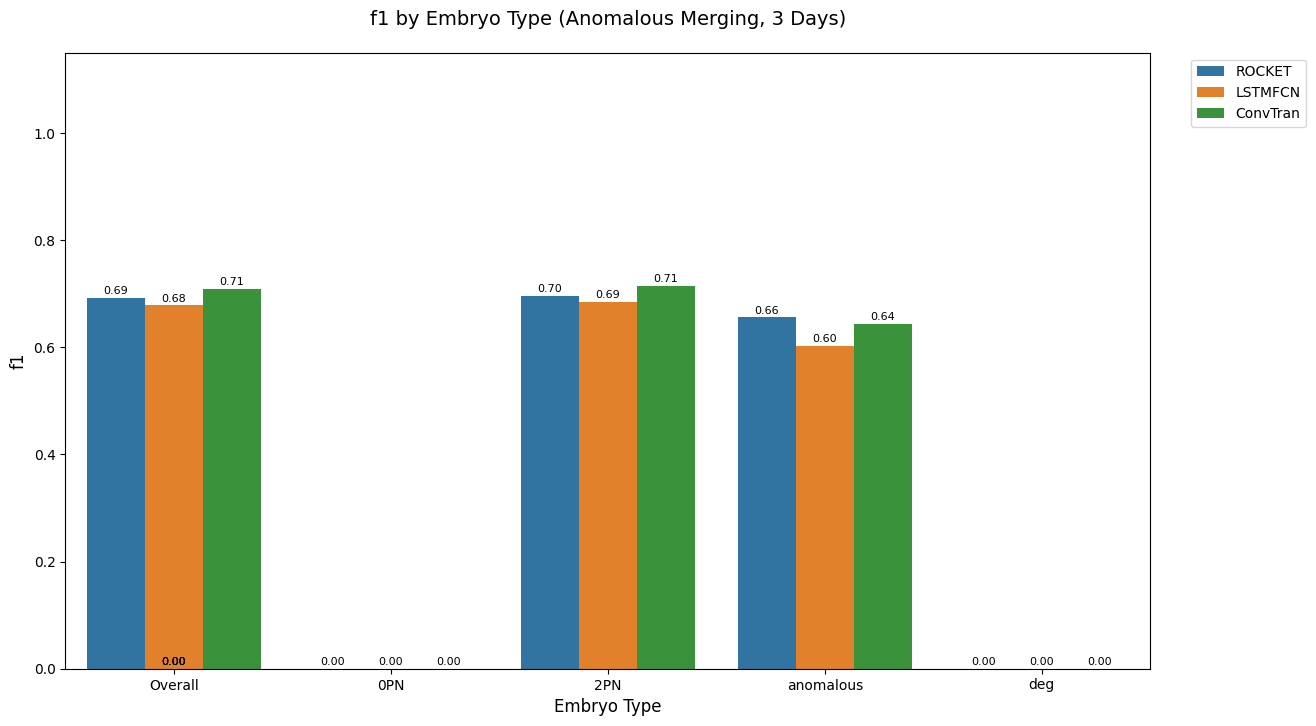 f1 by Embryo Type (Anomalous Merging, 3 Days)
ROCKET
LSTMFCN
ConvTran
f1
1.0
0.8
0.6
0.4
0.2
0.0
0.69
0.68
0.71
0.00
0.00 0.00 0.00
0.70
0.69
0.71
0.66
0.60
0.64
0.00 0.00 0.00
Overall 0PN 2PN anomalous deg
Embryo Type